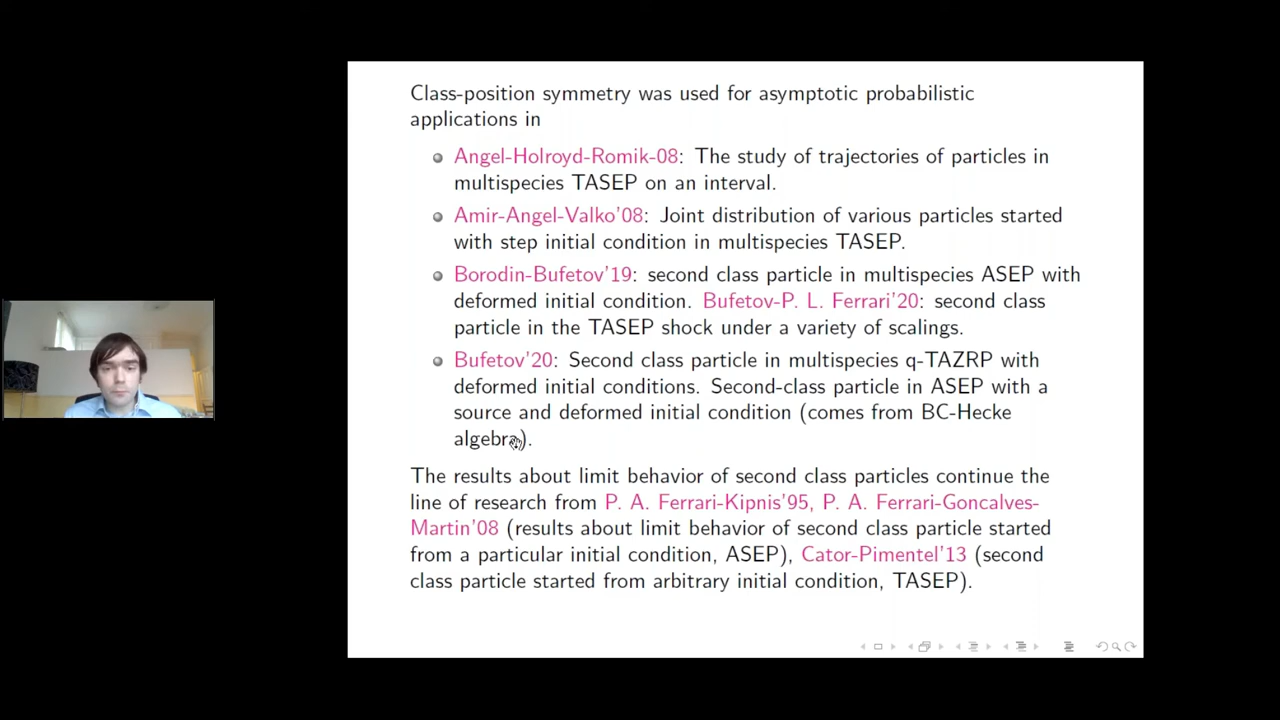 Class-position symmetry was used for asymptotic probabilistic
applications in
Angel-Holroyd-Romik-08: The study of trajectories of particles in
multispecies TASEP on an interval.
Amir-Angel-Valko'08: Joint distribution of various particles started
with step initial condition in multispecies TASEP.
Borodin-Bufetov'19: second class particle in multispecies ASEP with
deformed initial condition. Bufetov-P. L. Ferrari'20: second class
particle in the TASEP shock under a variety of scalings.
Bufetov'20: Second class particle in multispecies q-TAZRP with
deformed initial conditions. Second-class particle in ASEP with a
source and deformed initial condition (comes from BC-Hecke
algebra).
The results about limit behavior of second class particles continue the
line of research from P. A. Ferrari-Kipnis'95, P. A. Ferrari-Goncalves-
Martin'08 (results about limit behavior of second class particle started
from a particular initial condition, ASEP), Cator-Pimentel'13 (second
class particle started from arbitrary initial condition, TASEP).